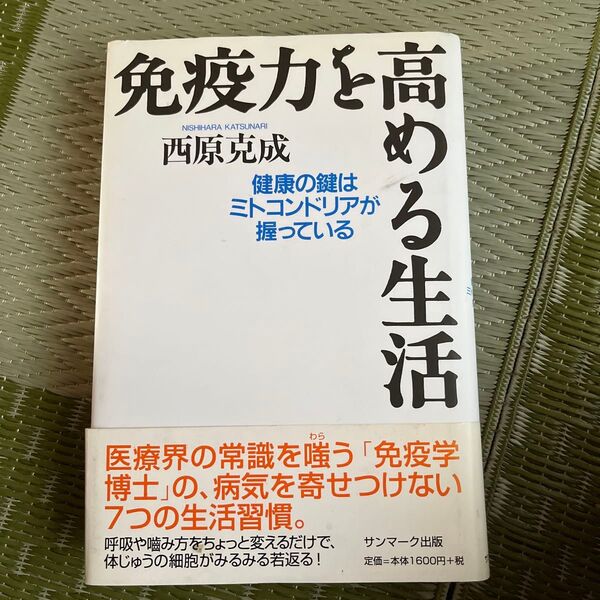 免疫力を高める生活
NISHIHARA KATSUNARI
西原克成
健康の鍵は
ミトコンドリアが
握っている
医療界の常識を嗤う「免疫学
わら
博士」の、病気を寄せつけない
7つの生活習慣。
呼吸や嚙み方をちょっと変えるだけで、
体じゅうの細胞がみるみる若返る！
サンマーク出版
定価＝本体1600円＋税